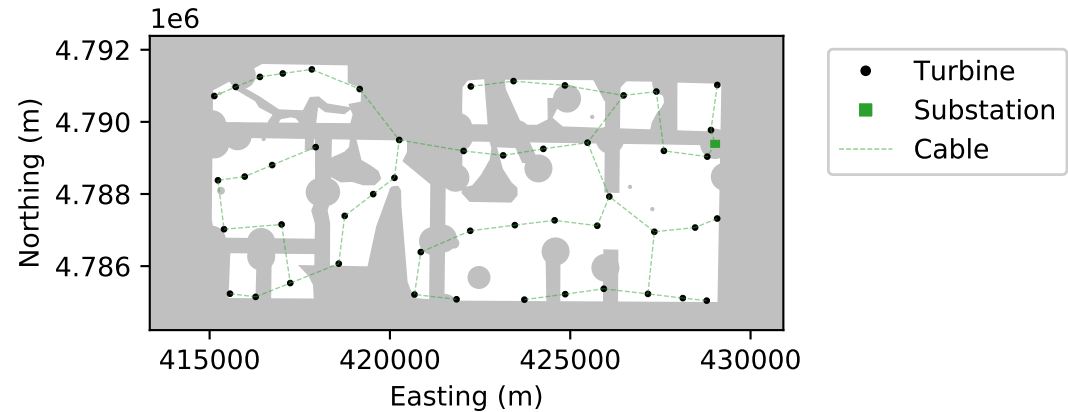 1e6
4.792
4.790
4.788
4.786
Northing (m)
415000 420000 425000 430000
Easting (m)
Turbine
Substation
Cable